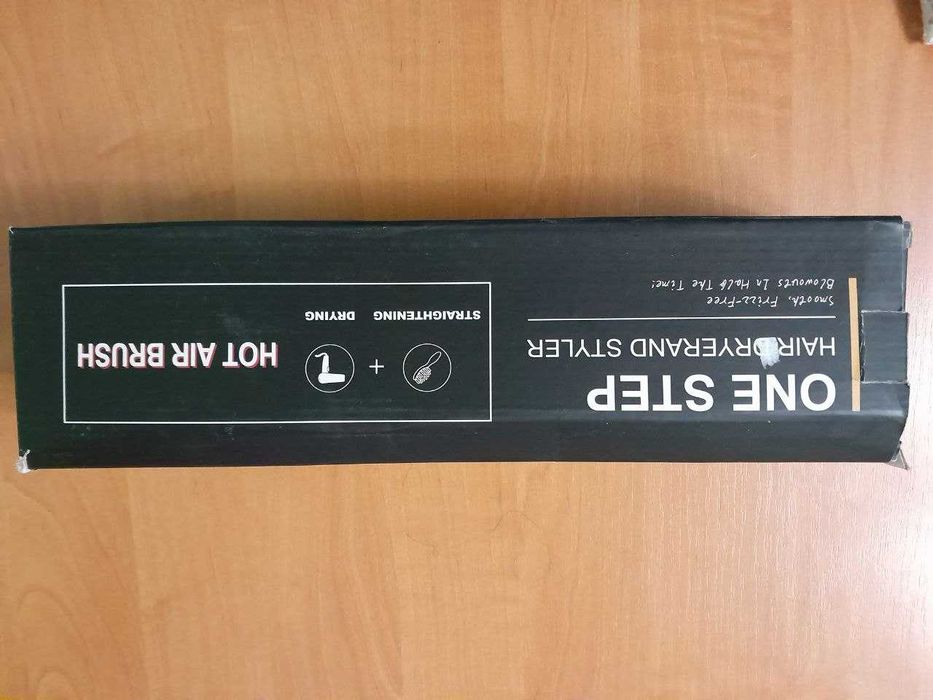 ONE STEP
HAIR DRYERAND STYLER
Smooth, Frizz-Free
Blowouts In Half The Time!
+
STRAIGHTENING DRYING
HOT AIR BRUSH